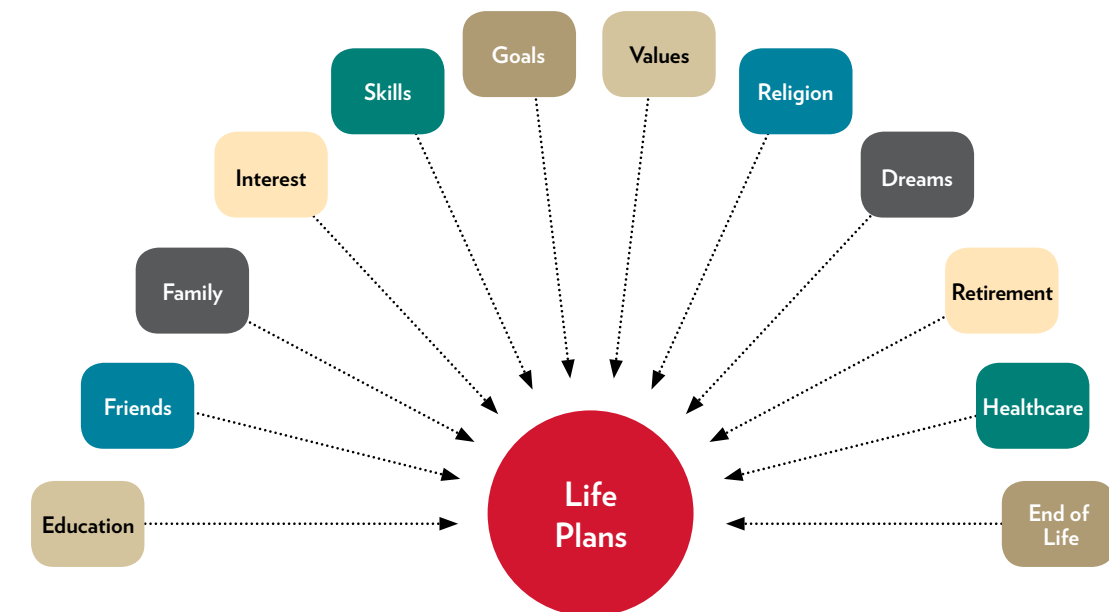 Goals
Values
Skills
Religion
Interest
Dreams
Family
Retirement
Friends
Healthcare
Education
Life
Plans
End of
Life